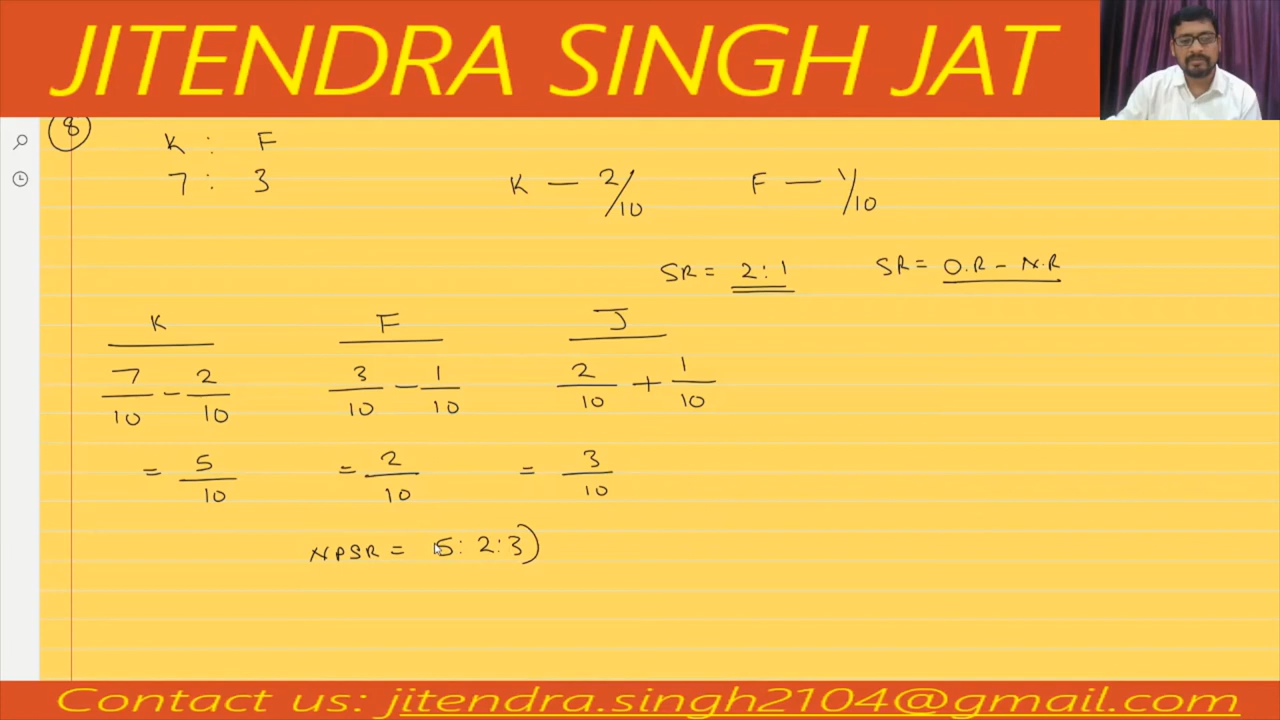 JITENDRA SINGH JAT
8
K : F
7 : 3
K — 2/10 F — 1/10
SR = 2 : 1 SR = O.R - N.R
K F J
7/10 - 2/10 3/10 - 1/10 2/10 + 1/10
= 5/10 = 2/10 = 3/10
NPSR = 5 : 2 : 3)
Contact us: jitendra.singh2104@gmail.com